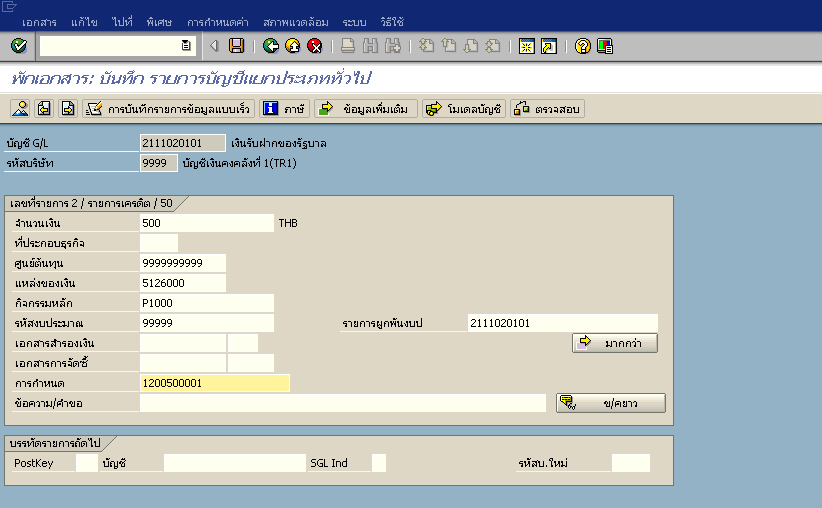 เอกสาร แก้ไข ไปที่ พิเศษ การกำหนดค่า สภาพแวดล้อม ระบบ วิธีใช้
พักเอกสาร: บันทึก รายการบัญชีแยกประเภททั่วไป
การบันทึกรายการข้อมูลแบบเร็ว ภาษี ข้อมูลเพิ่มเติม โมเดลบัญชี ตรวจสอบ
บัญชี G/L 2111020101 เงินรับฝากของรัฐบาล
รหัสบริษัท 9999 บัญชีเงินคงคลังที่ 1(TR1)
เลขที่รายการ 2 / รายการเครดิต / 50
จำนวนเงิน 500 THB
ที่ประกอบธุรกิจ
ศูนย์ต้นทุน 9999999999
แหล่งของเงิน 5126000
กิจกรรมหลัก P1000
รหัสงบประมาณ 99999 รายการผูกพันงบป 2111020101
เอกสารสำรองเงิน มากกว่า
เอกสารการจัดซื้
การกำหนด 1200500001
ข้อความ/คำขอ ข/คยาว
บรรทัดรายการถัดไป
PostKey บัญชี SGL Ind รหัสบ.ใหม่